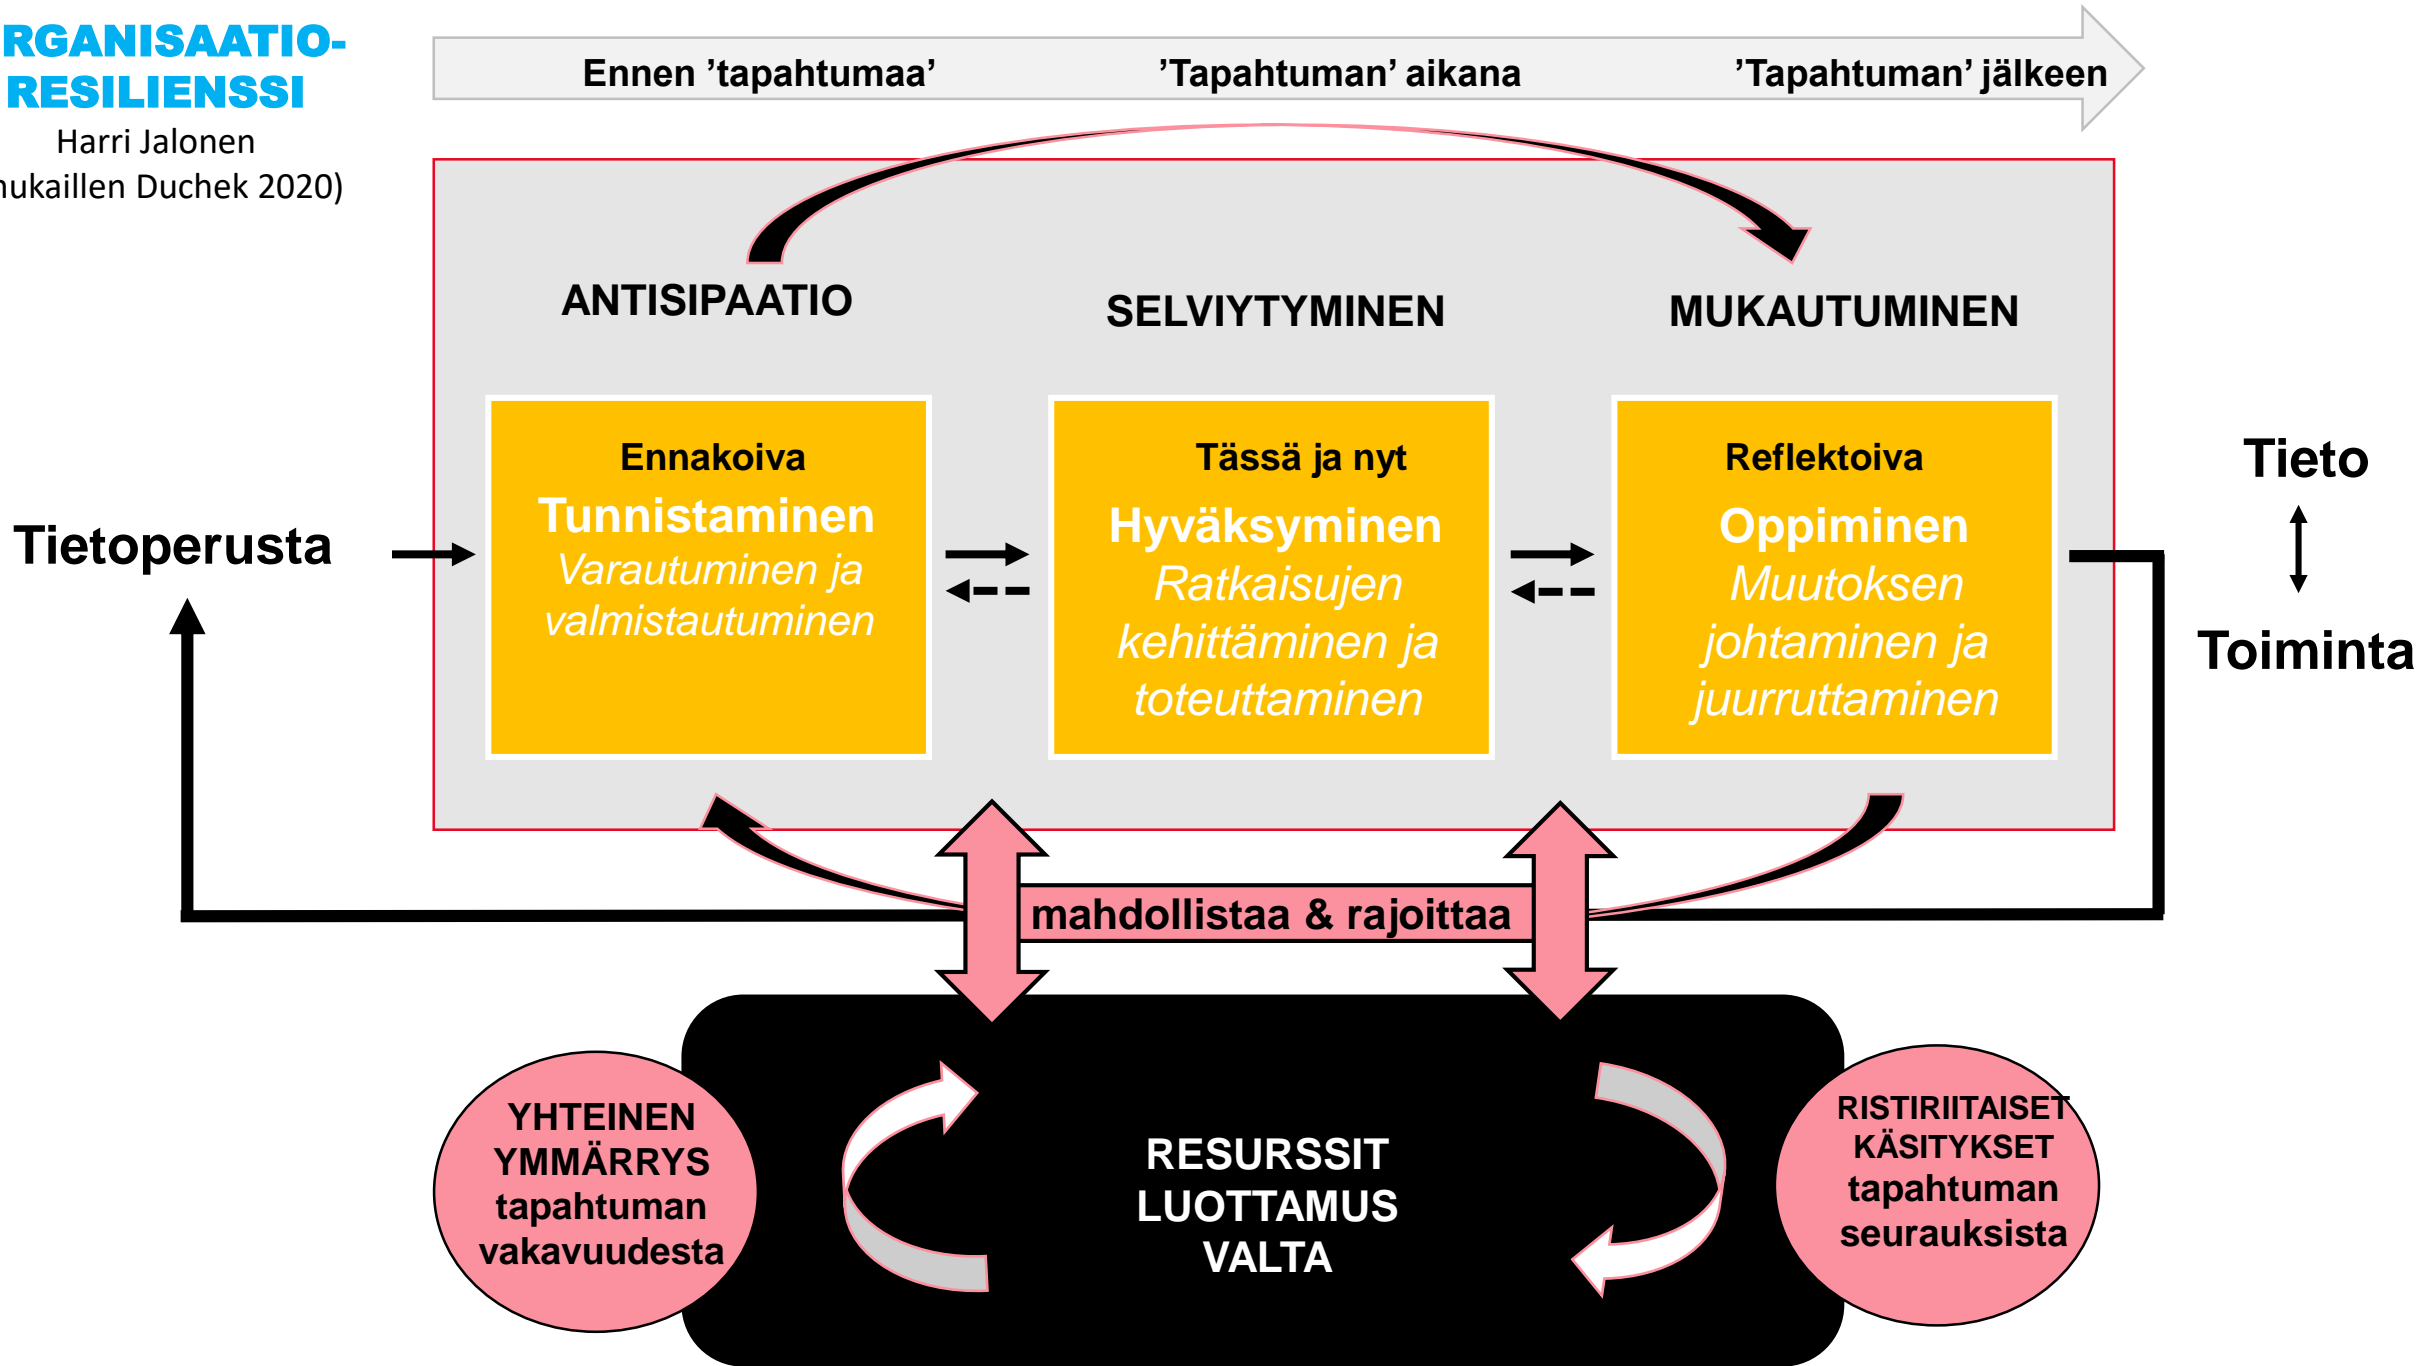 RGANISAATIO-
RESILIENSSI
Harri Jalonen
mukaillen Duchek 2020)
Ennen ’tapahtumaa’
’Tapahtuman’ aikana
’Tapahtuman’ jälkeen
ANTISIPAATIO
SELVIYTYMINEN
MUKAUTUMINEN
Tietoperusta
Ennakoiva
Tunnistaminen
Varautuminen ja
valmistautuminen
Tässä ja nyt
Hyväksyminen
Ratkaisujen
kehittäminen ja
toteuttaminen
Reflektoiva
Oppiminen
Muutoksen
johtaminen ja
juurruttaminen
Tieto
Toiminta
mahdollistaa & rajoittaa
YHTEINEN
YMMÄRRYS
tapahtuman
vakavuudesta
RESURSSIT
LUOTTAMUS
VALTA
RISTIRIITAISET
KÄSITYKSET
tapahtuman
seurauksista